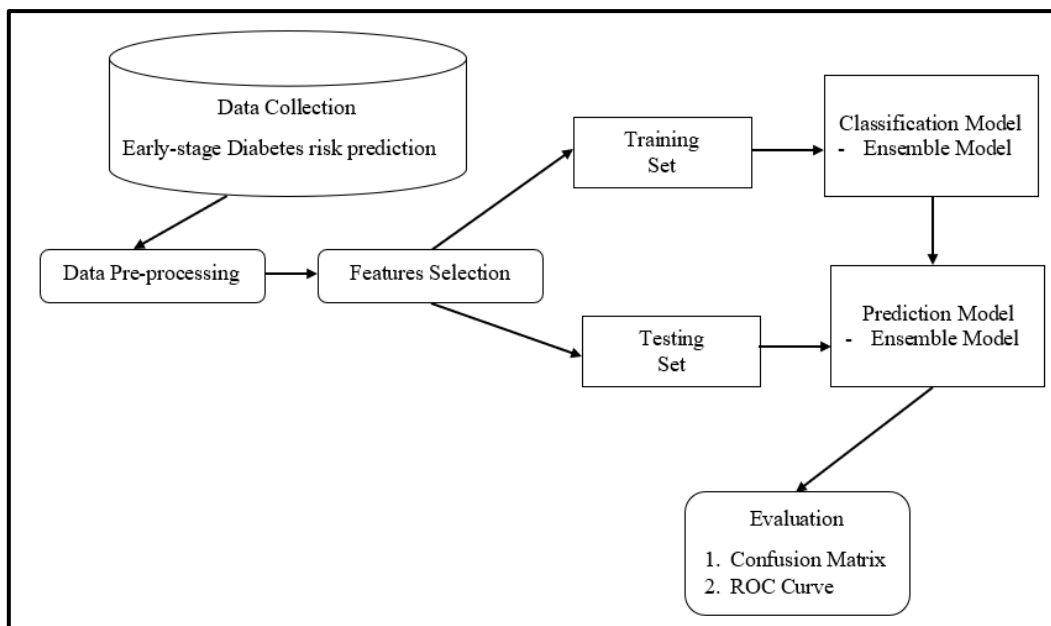 Data Collection
Early-stage Diabetes risk prediction
Data Pre-processing
Features Selection
Training
Set
Classification Model
- Ensemble Model
Testing
Set
Prediction Model
- Ensemble Model
Evaluation
1. Confusion Matrix
2. ROC Curve